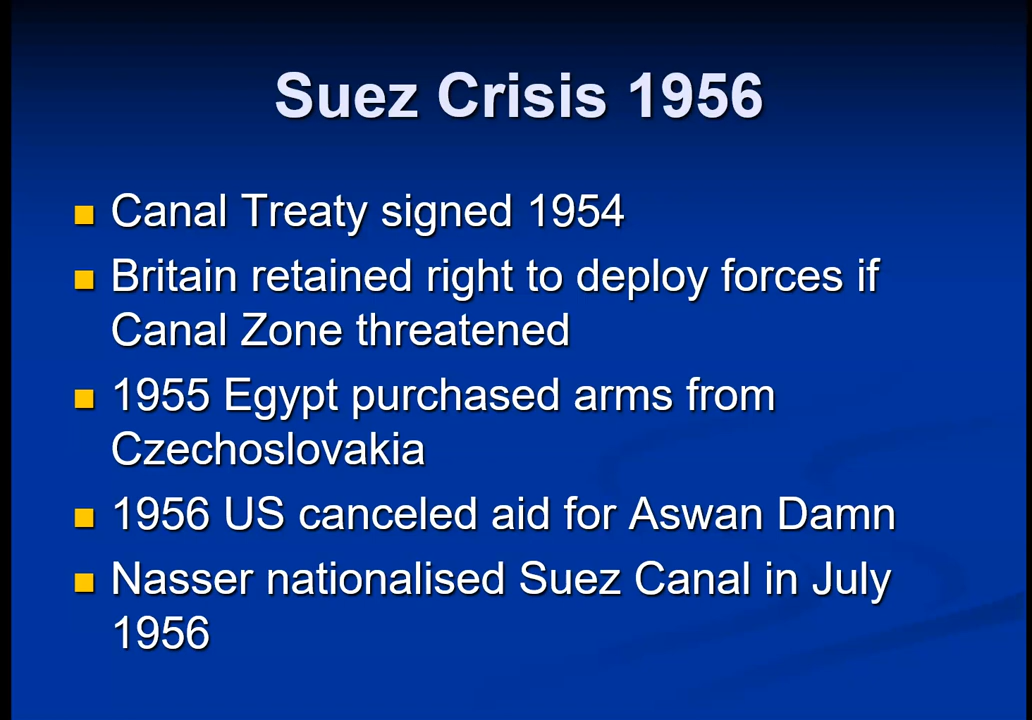 Suez Crisis 1956
Canal Treaty signed 1954
Britain retained right to deploy forces if
Canal Zone threatened
1955 Egypt purchased arms from
Czechoslovakia
1956 US canceled aid for Aswan Damn
Nasser nationalised Suez Canal in July
1956